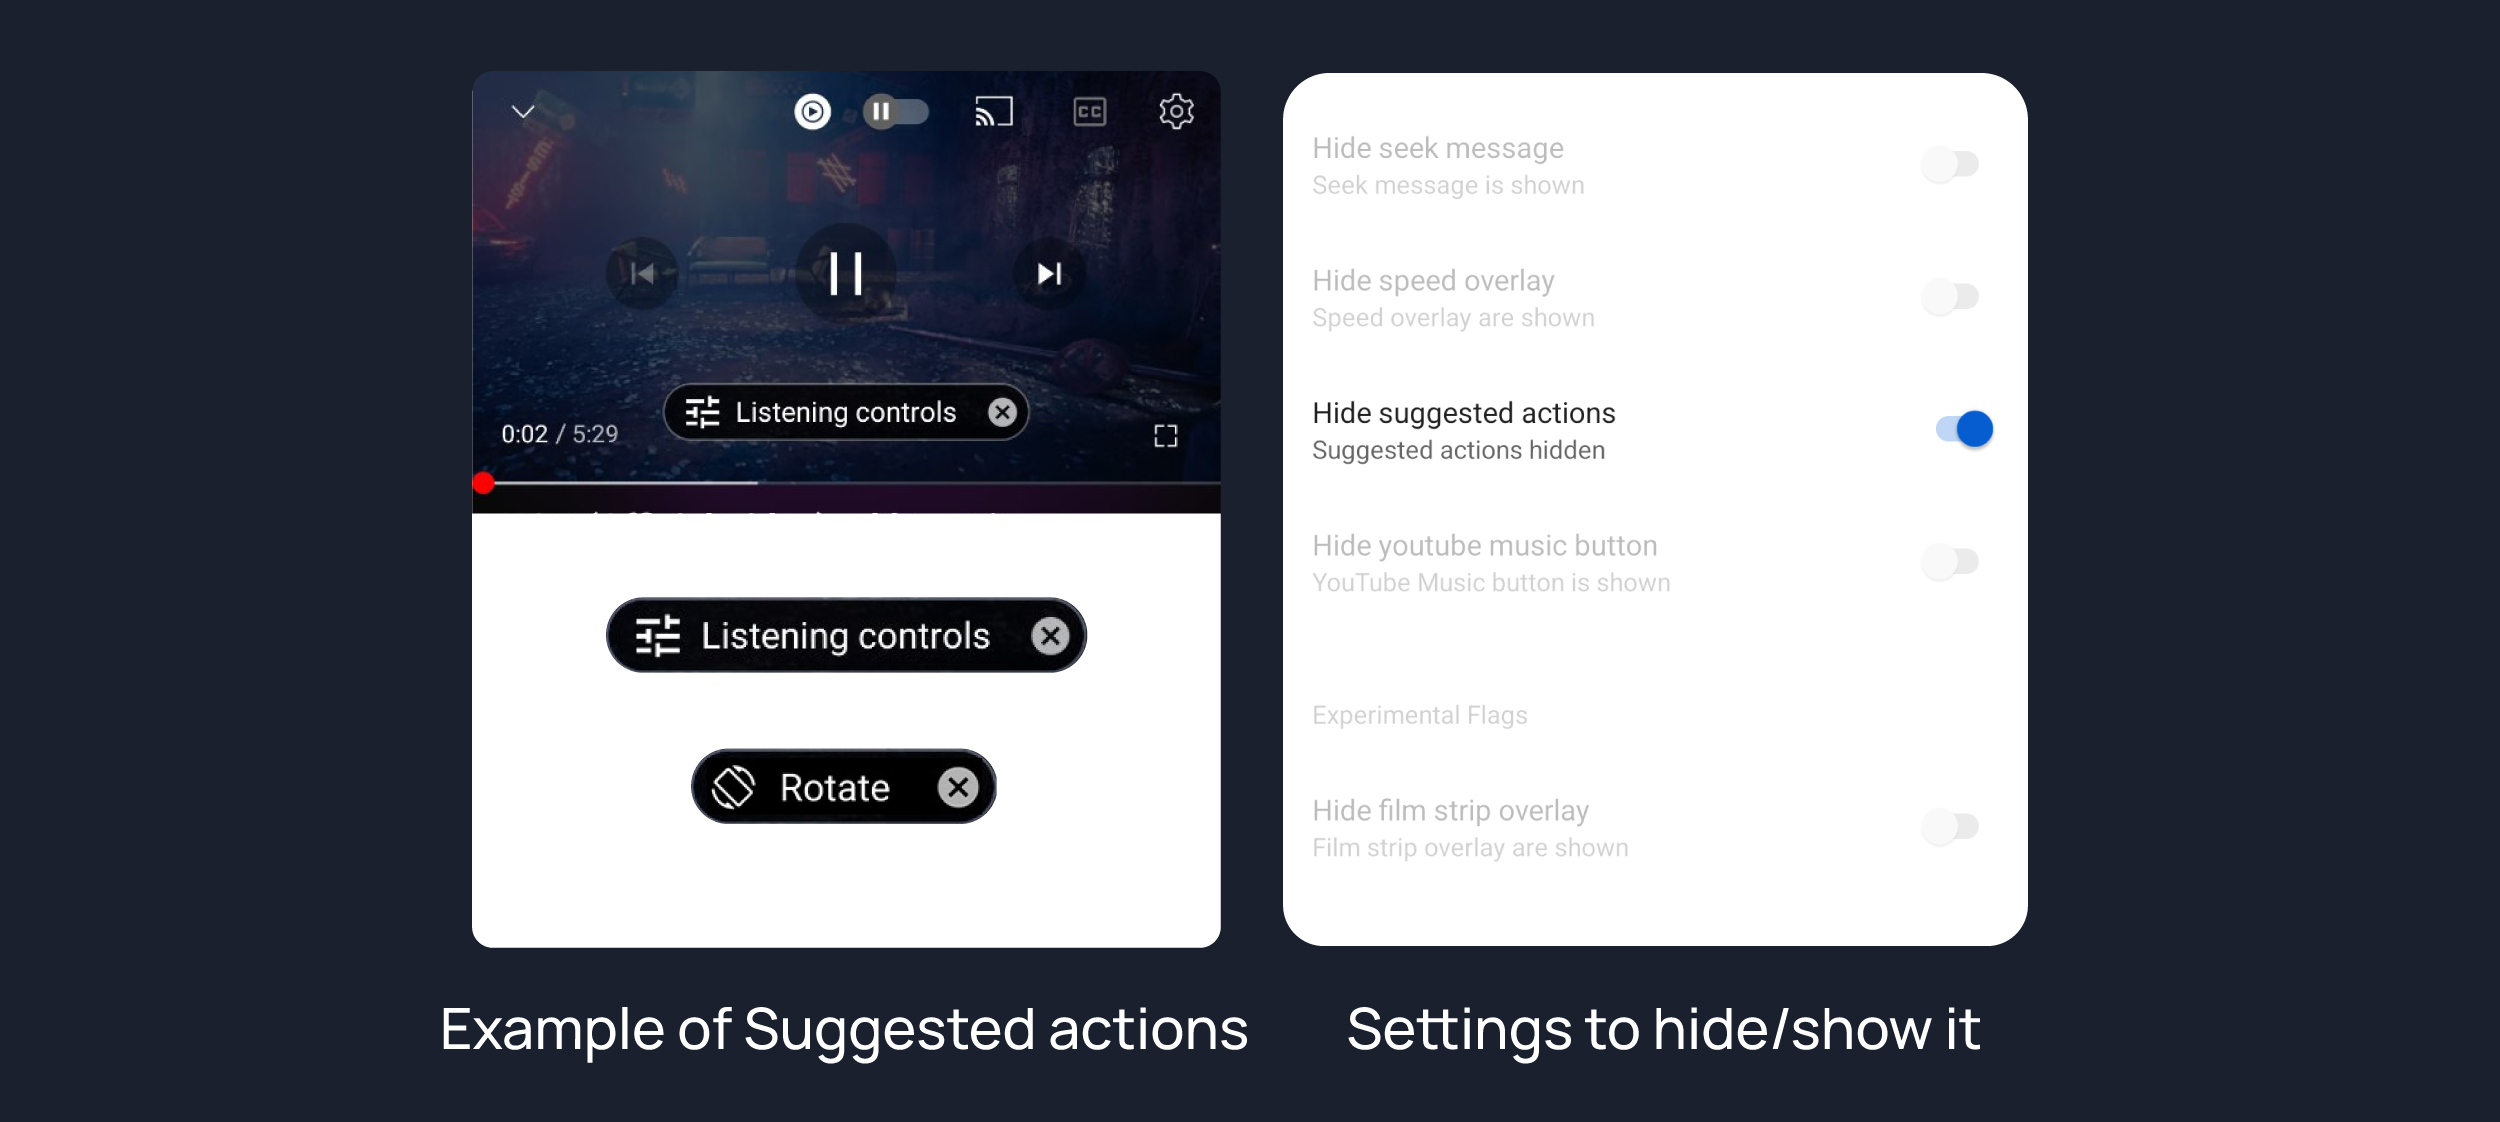 CC
Listening controls
0:02 / 5:29
Listening controls
Rotate
Example of Suggested actions
Hide seek message
Seek message is shown
Hide speed overlay
Speed overlay are shown
Hide suggested actions
Suggested actions hidden
Hide youtube music button
YouTube Music button is shown
Experimental Flags
Hide film strip overlay
Film strip overlay are shown
Settings to hide/show it